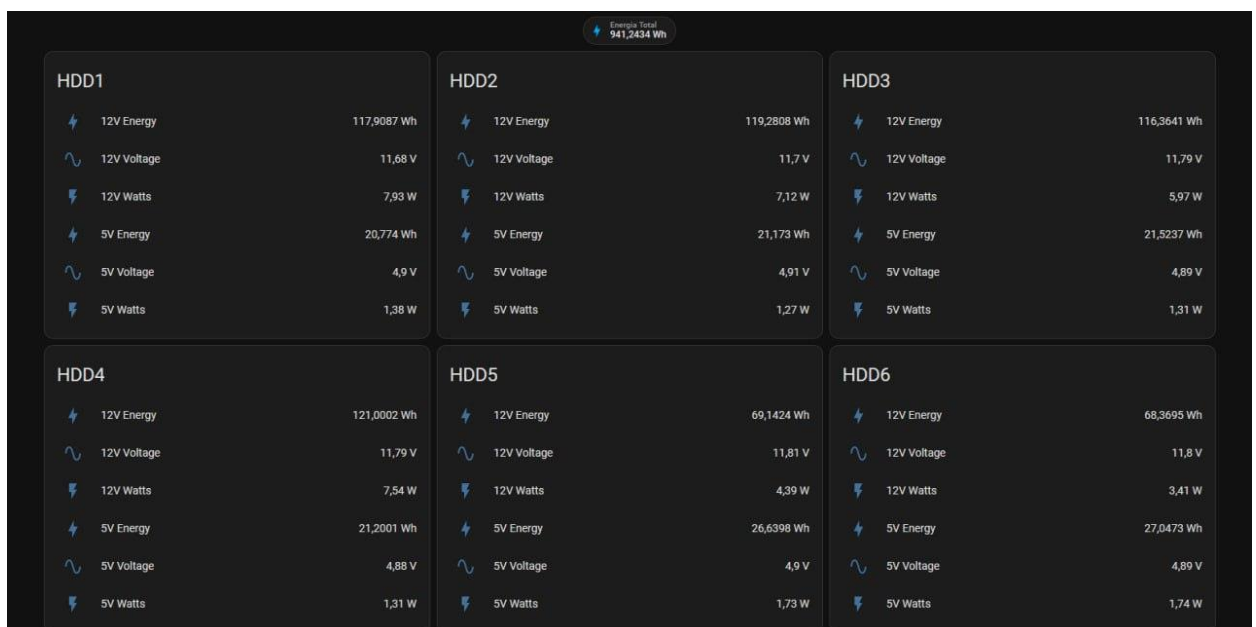 Energia Total
941,2434 Wh
HDD1
12V Energy 117,9087 Wh
12V Voltage 11,68 V
12V Watts 7,93 W
5V Energy 20,774 Wh
5V Voltage 4,9 V
5V Watts 1,38 W
HDD2
12V Energy 119,2808 Wh
12V Voltage 11,7 V
12V Watts 7,12 W
5V Energy 21,173 Wh
5V Voltage 4,91 V
5V Watts 1,27 W
HDD3
12V Energy 116,3641 Wh
12V Voltage 11,79 V
12V Watts 5,97 W
5V Energy 21,5237 Wh
5V Voltage 4,89 V
5V Watts 1,31 W
HDD4
12V Energy 121,0002 Wh
12V Voltage 11,79 V
12V Watts 7,54 W
5V Energy 21,2001 Wh
5V Voltage 4,88 V
5V Watts 1,31 W
HDD5
12V Energy 69,1424 Wh
12V Voltage 11,81 V
12V Watts 4,39 W
5V Energy 26,6398 Wh
5V Voltage 4,9 V
5V Watts 1,73 W
HDD6
12V Energy 68,3695 Wh
12V Voltage 11,8 V
12V Watts 3,41 W
5V Energy 27,0473 Wh
5V Voltage 4,89 V
5V Watts 1,74 W